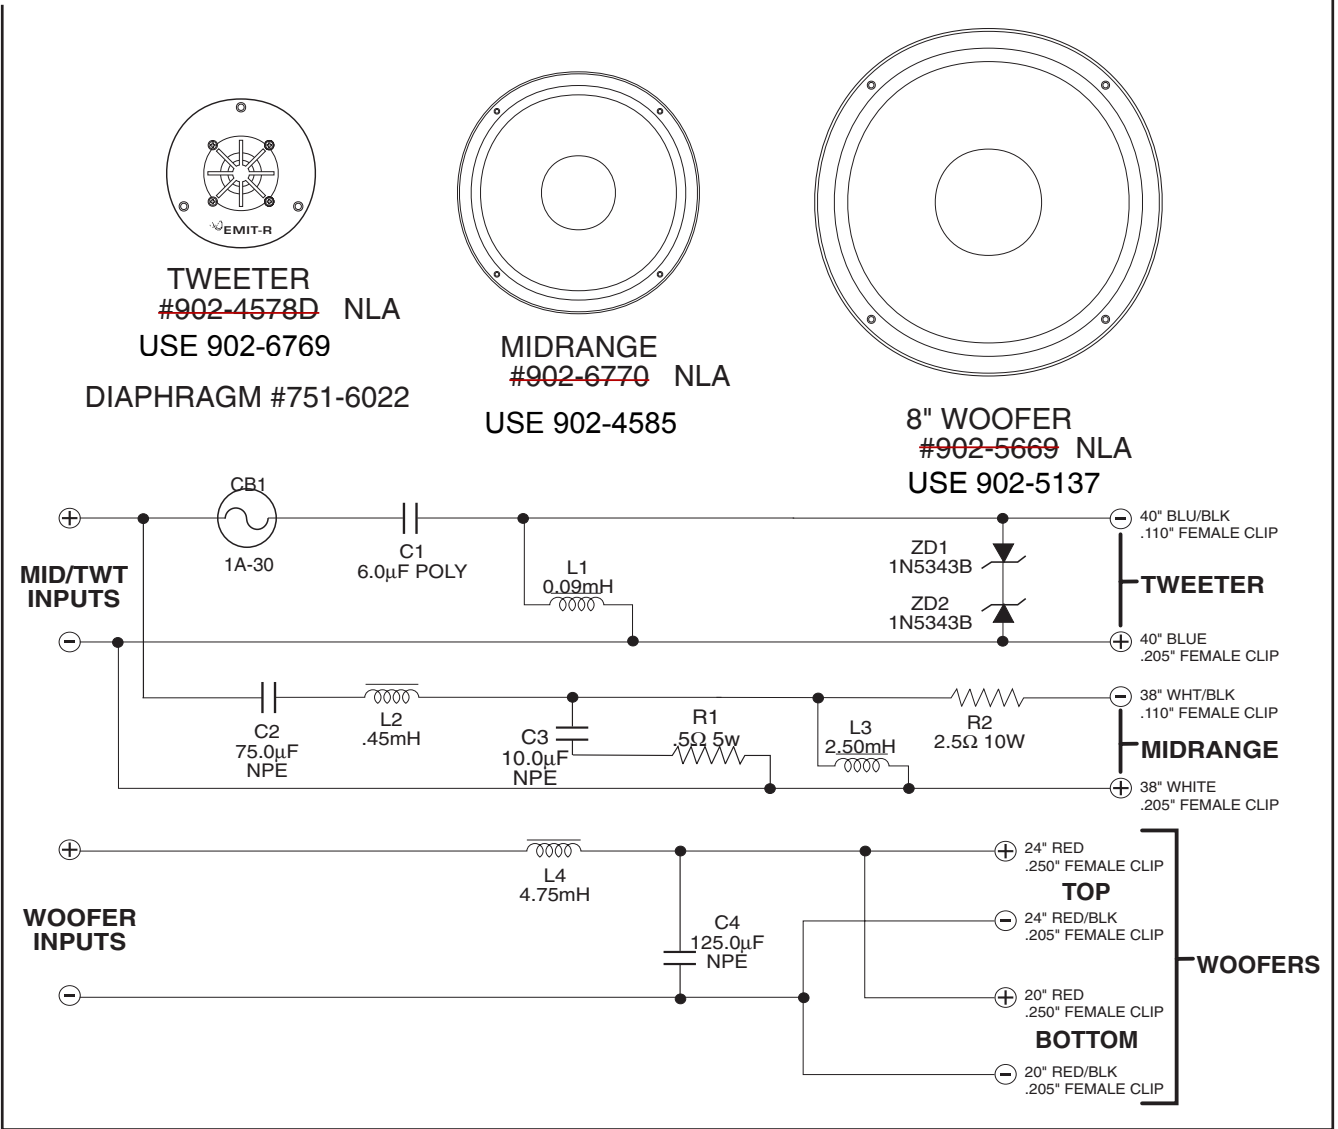 EMIT-R
TWEETER
#902-4578D NLA
USE 902-6769
DIAPHRAGM #751-6022
MIDRANGE
#902-6770 NLA
USE 902-4585
8" WOOFER
#902-5669 NLA
USE 902-5137
CB1
1A-30
C1
6.0µF POLY
L1
0.09mH
ZD1
1N5343B
ZD2
1N5343B
+
MID/TWT
INPUTS
-
-
40" BLU/BLK
.110" FEMALE CLIP
TWEETER
+
40" BLUE
.205" FEMALE CLIP
C2
75.0µF
NPE
L2
.45mH
C3
10.0µF
NPE
R1
.5Ω 5w
L3
2.50mH
R2
2.5Ω 10W
-
38" WHT/BLK
.110" FEMALE CLIP
MIDRANGE
+
38" WHITE
.205" FEMALE CLIP
+
WOOFER
INPUTS
-
L4
4.75mH
C4
125.0µF
NPE
+
24" RED
.250" FEMALE CLIP
TOP
-
24" RED/BLK
.205" FEMALE CLIP
WOOFERS
+
20" RED
.250" FEMALE CLIP
BOTTOM
-
20" RED/BLK
.205" FEMALE CLIP